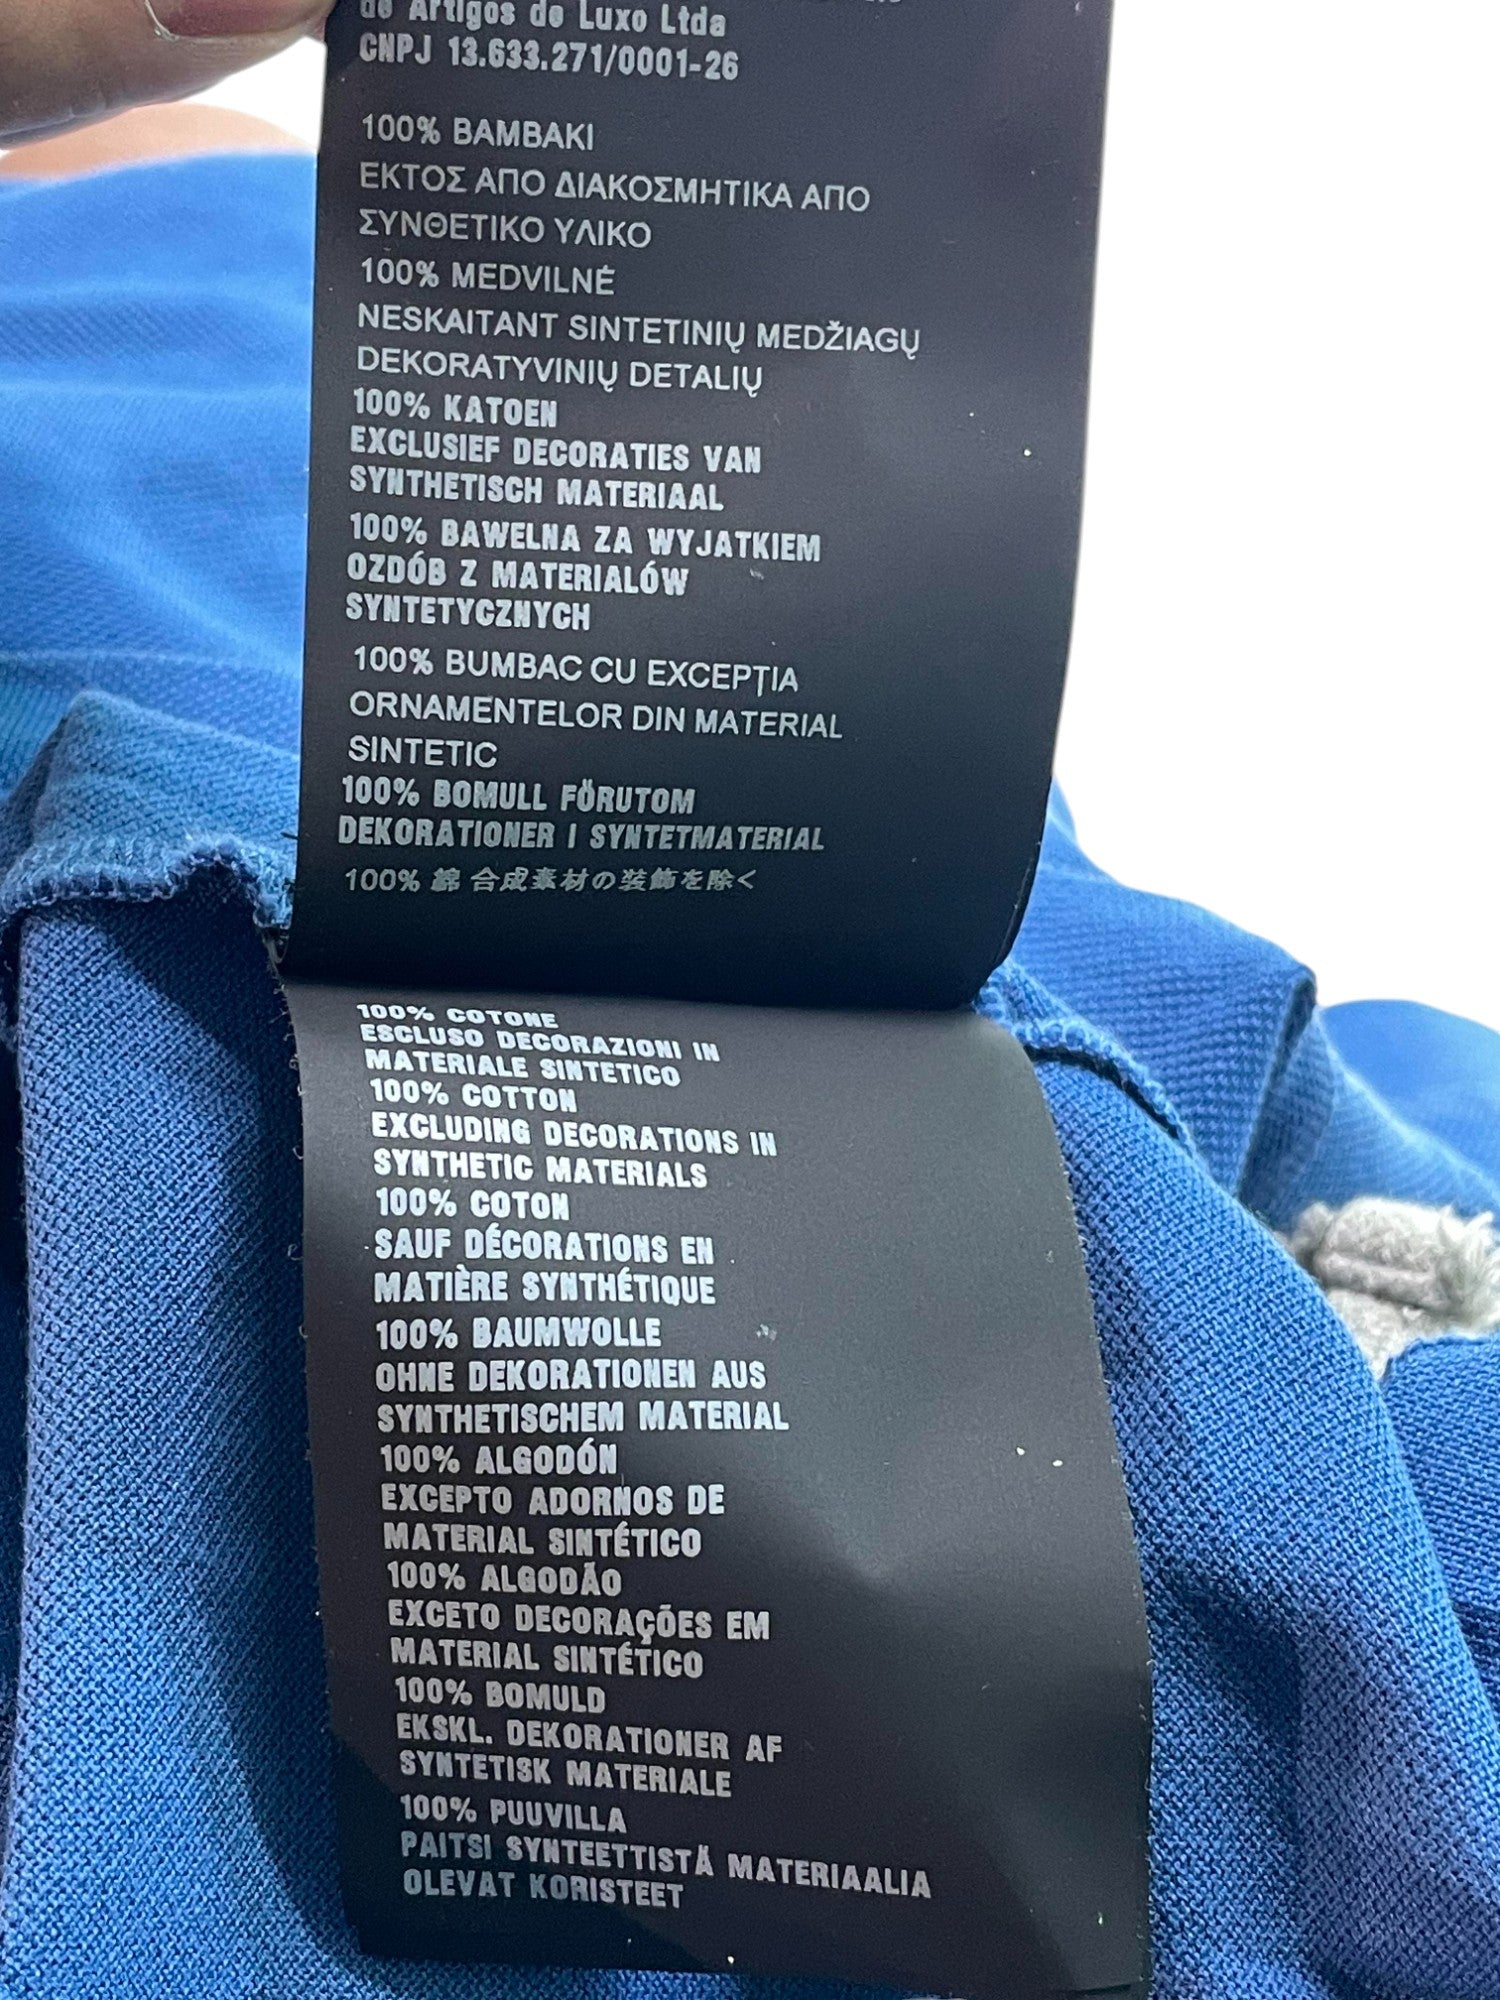 de Artigos de Luxo Ltda
CNPJ 13.633.271/0001-26
100% ΒΑΜΒΑΚΙ
ΕΚΤΟΣ ΑΠΟ ΔΙΑΚΟΣΜΗΤΙΚΑ ΑΠΟ
ΣΥΝΘΕΤΙΚΟ ΥΛΙΚΟ
100% MEDVILNĖ
NESKAITANT SINTETINIŲ MEDŽIAGŲ
DEKORATYVINIŲ DETALIŲ
100% KATOEN
EXCLUSIEF DECORATIES VAN
SYNTHETISCH MATERIAAL
100% BAWELNA ZA WYJATKIEM
OZDÓB Z MATERIALÓW
SYNTETYCZNYCH
100% BUMBAC CU EXCEPȚIA
ORNAMENTELOR DIN MATERIAL
SINTETIC
100% BOMULL FÖRUTOM
DEKORATIONER I SYNTETMATERIAL
100% 綿 合成素材の装飾を除く
100% COTONE
ESCLUSO DECORAZIONI IN
MATERIALE SINTETICO
100% COTTON
EXCLUDING DECORATIONS IN
SYNTHETIC MATERIALS
100% COTON
SAUF DÉCORATIONS EN
MATIÈRE SYNTHÉTIQUE
100% BAUMWOLLE
OHNE DEKORATIONEN AUS
SYNTHETISCHEM MATERIAL
100% ALGODÓN
EXCEPTO ADORNOS DE
MATERIAL SINTÉTICO
100% ALGODÃO
EXCETO DECORAÇÕES EM
MATERIAL SINTÉTICO
100% BOMULD
EKSKL. DEKORATIONER AF
SYNTETISK MATERIALE
100% PUUVILLA
PAITSI SYNTEETTISTÄ MATERIAALIA
OLEVAT KORISTEET